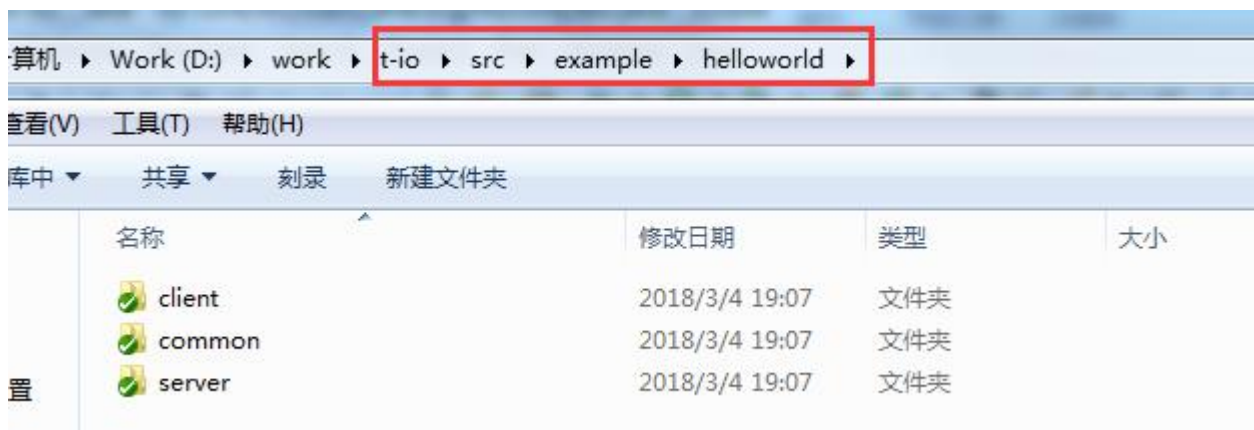 算机 ▸ Work (D:) ▸ work ▸ t-io ▸ src ▸ example ▸ helloworld ▸
查看(V) 工具(T) 帮助(H)
库中 共享 刻录 新建文件夹
名称 修改日期 类型 大小
client 2018/3/4 19:07 文件夹
common 2018/3/4 19:07 文件夹
server 2018/3/4 19:07 文件夹
置